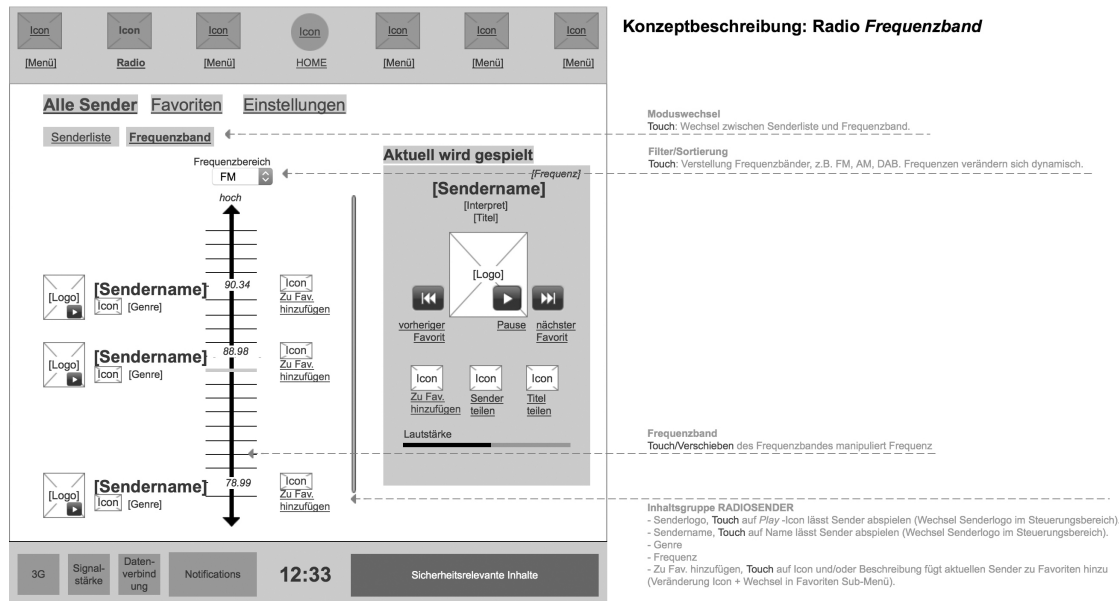 Icon
Icon
Icon
Icon
Icon
Icon
Icon
[Menü]
Radio
[Menü]
HOME
[Menü]
[Menü]
[Menü]
Konzeptbeschreibung: Radio Frequenzband
Alle Sender Favoriten Einstellungen
Senderliste Frequenzband
Moduswechsel
Touch: Wechsel zwischen Senderliste und Frequenzband.
Filter/Sortierung
Touch: Verstellung Frequenzbänder, z.B. FM, AM, DAB. Frequenzen verändern sich dynamisch.
Frequenzbereich
FM
hoch
[Logo]
[Sendername]
Icon [Genre]
90.34
Icon
Zu Fav.
hinzufügen
[Logo]
[Sendername]
Icon [Genre]
88.98
Icon
Zu Fav.
hinzufügen
[Logo]
[Sendername]
Icon [Genre]
78.99
Icon
Zu Fav.
hinzufügen
Aktuell wird gespielt
[Frequenz]
[Sendername]
[Interpret]
[Titel]
[Logo]
vorheriger
Favorit
Pause
nächster
Favorit
Icon
Zu Fav.
hinzufügen
Icon
Sender
teilen
Icon
Titel
teilen
Lautstärke
Frequenzband
Touch/Verschieben des Frequenzbandes manipuliert Frequenz
Inhaltsgruppe RADIOSENDER
- Senderlogo, Touch auf Play -Icon lässt Sender abspielen (Wechsel Senderlogo im Steuerungsbereich).
- Sendername, Touch auf Name lässt Sender abspielen (Wechsel Senderlogo im Steuerungsbereich).
- Genre
- Frequenz
- Zu Fav. hinzufügen, Touch auf Icon und/oder Beschreibung fügt aktuellen Sender zu Favoriten hinzu
(Veränderung Icon + Wechsel in Favoriten Sub-Menü).
3G
Signal-
stärke
Daten-
verbind
ung
Notifications
12:33
Sicherheitsrelevante Inhalte